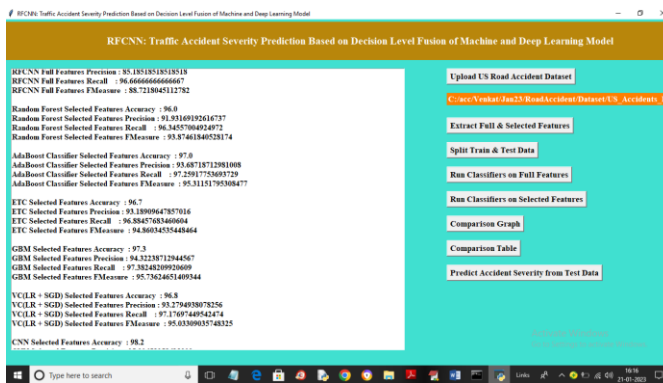 RFCNN: Traffic Accident Severity Prediction Based on Decision Level Fusion of Machine and Deep Learning Model
RFCNN: Traffic Accident Severity Prediction Based on Decision Level Fusion of Machine and Deep Learning Model
RFCNN Full Features Precision : 85.18518518518518
RFCNN Full Features Recall : 96.66666666666667
RFCNN Full Features FMeasure : 88.7218045112782
Random Forest Selected Features Accuracy : 96.0
Random Forest Selected Features Precision : 91.93169192616737
Random Forest Selected Features Recall : 96.34557004924972
Random Forest Selected Features FMeasure : 93.87461840528174
AdaBoost Classifier Selected Features Accuracy : 97.0
AdaBoost Classifier Selected Features Precision : 93.68718712981008
AdaBoost Classifier Selected Features Recall : 97.25917753693729
AdaBoost Classifier Selected Features FMeasure : 95.31151795308477
ETC Selected Features Accuracy : 96.7
ETC Selected Features Precision : 93.18909647857016
ETC Selected Features Recall : 96.88457683460604
ETC Selected Features FMeasure : 94.86034535448464
GBM Selected Features Accuracy : 97.3
GBM Selected Features Precision : 94.32238712944567
GBM Selected Features Recall : 97.38248209920609
GBM Selected Features FMeasure : 95.73624651409344
VC(LR + SGD) Selected Features Accuracy : 96.8
VC(LR + SGD) Selected Features Precision : 93.2794938078256
VC(LR + SGD) Selected Features Recall : 97.17697449542474
VC(LR + SGD) Selected Features FMeasure : 95.03309035748325
CNN Selected Features Accuracy : 98.2
Upload US Road Accident Dataset
C:/ucc/Venkat/Jan23/RoadAccident/Dataset/US_Accidents_
Extract Full & Selected Features
Split Train & Test Data
Run Classifiers on Full Features
Run Classifiers on Selected Features
Comparison Graph
Comparison Table
Predict Accident Severity from Test Data
Type here to search
Links
16:16
21-01-2023